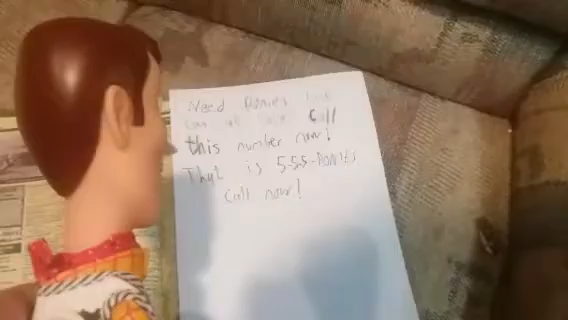 Need Ponies
call
this number now!
That is 555-PONIES
call now!